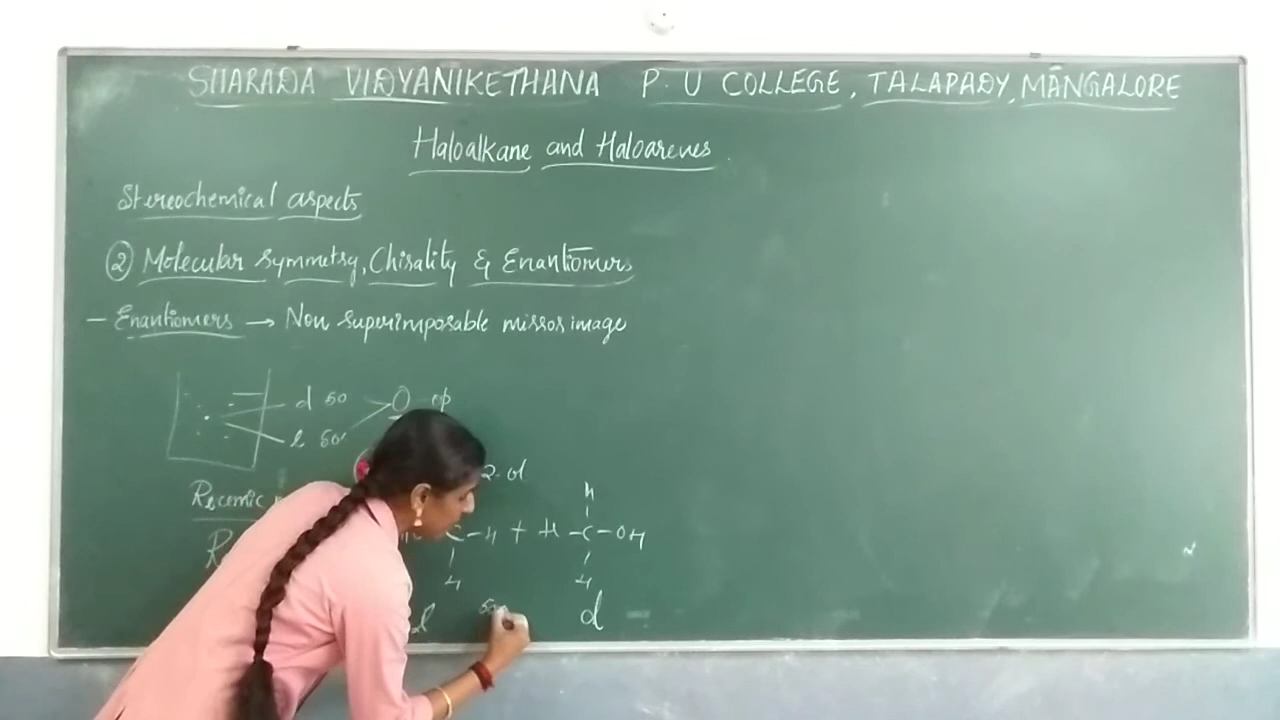 SHARADA VIDYANIKETHANA P.U COLLEGE, TALAPADY, MANGALORE
Haloalkane and Haloarenes
Stereochemical aspects
② Molecular symmetry, Chirality & Enantiomers
– Enantiomers → Non superimposable mirror image
d 50
l 50
Recemic
2-ol
H
C – H + H – C – OH
d